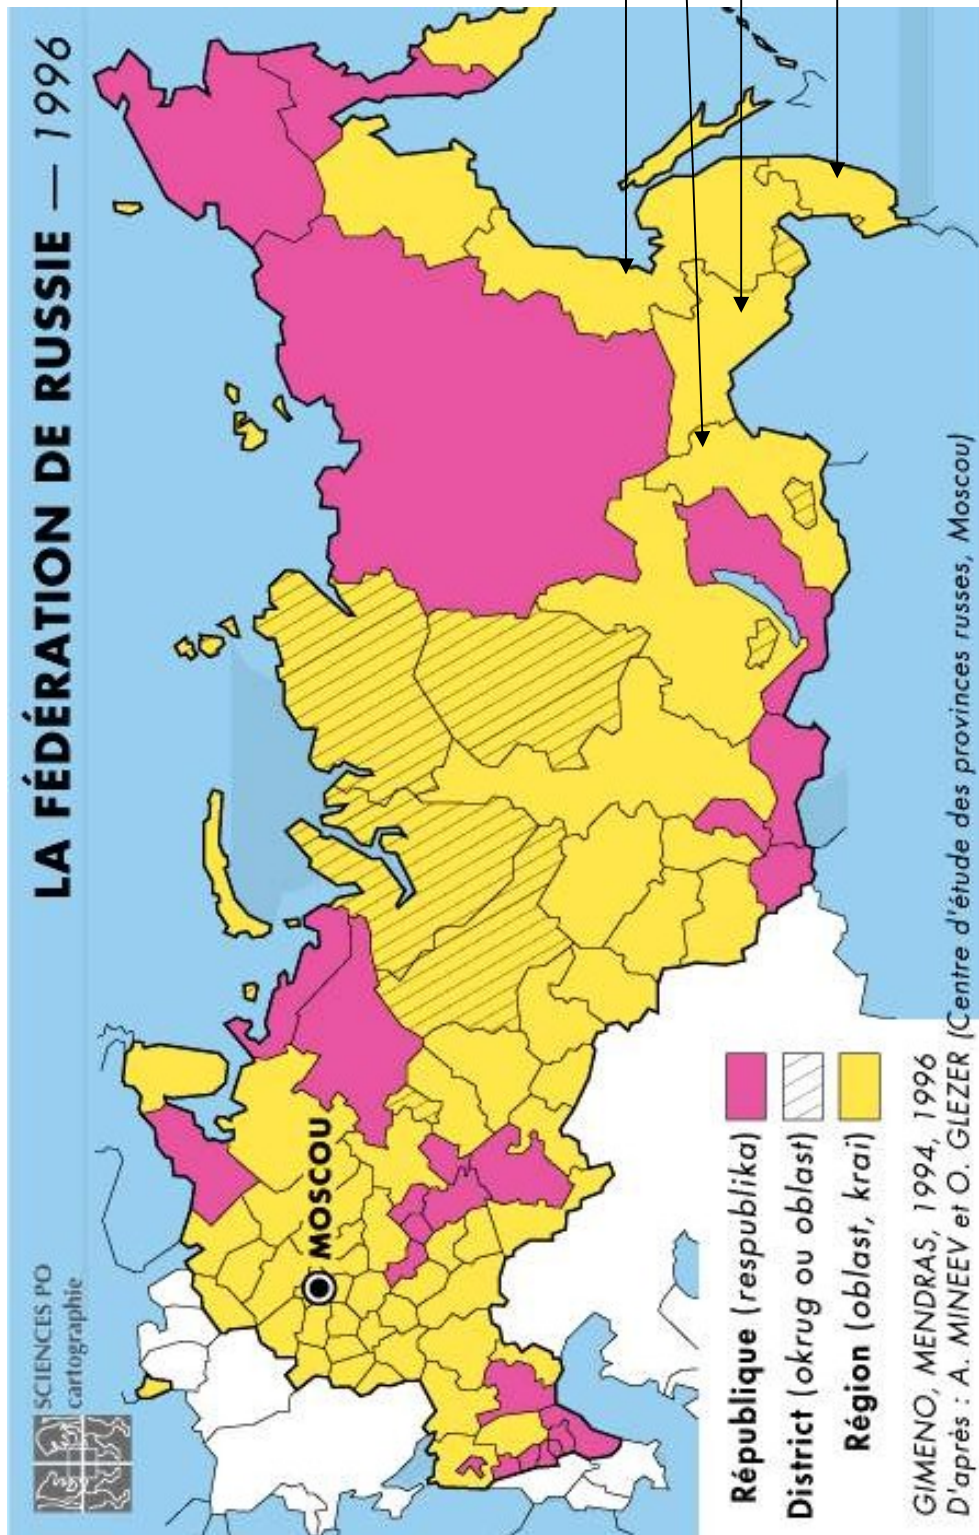 LA FÉDÉRATION DE RUSSIE — 1996
SCIENCES PO
cartographie
MOSCOU
République (respublika)
District (okrug ou oblast)
Région (oblast, krai)
GIMENO, MENDRAS, 1994, 1996
D'après : A. MINEEV et O. GLEZER (Centre d'étude des provinces russes, Moscou)